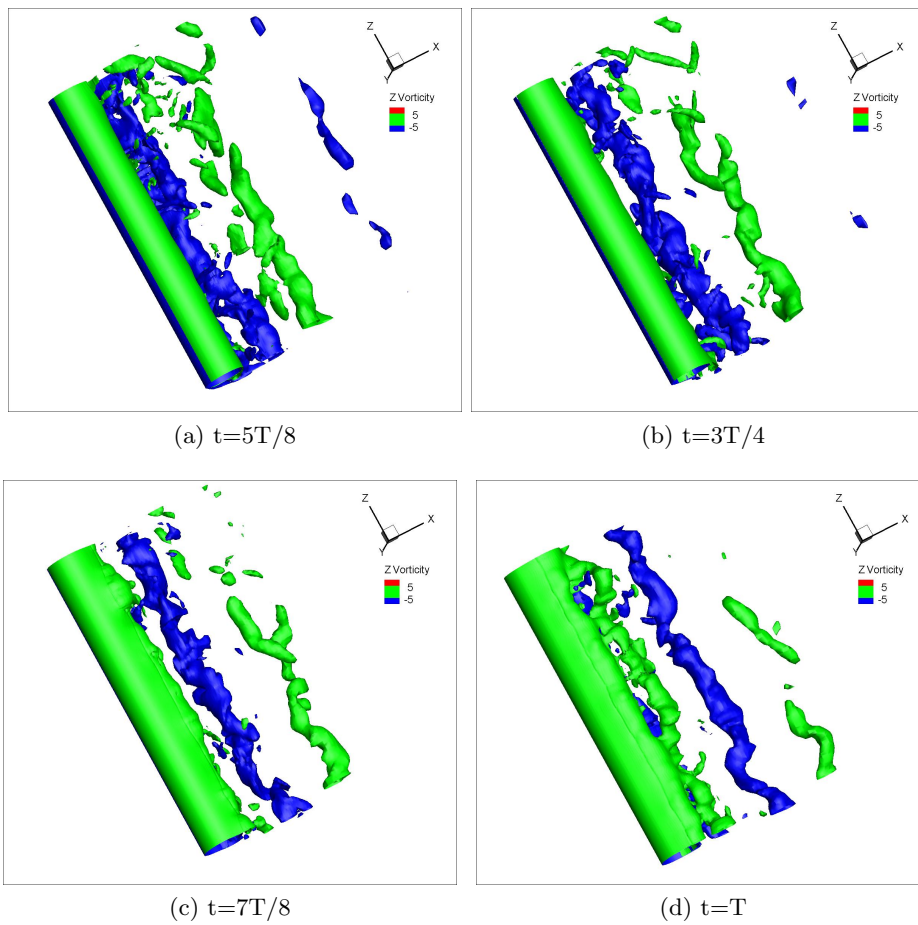 Z
X
Y
Z Vorticity
5
-5
(a) t=5T/8
Z
X
Y
Z Vorticity
5
-5
(b) t=3T/4
Z
X
Y
Z Vorticity
5
-5
(c) t=7T/8
Z
X
Y
Z Vorticity
5
-5
(d) t=T